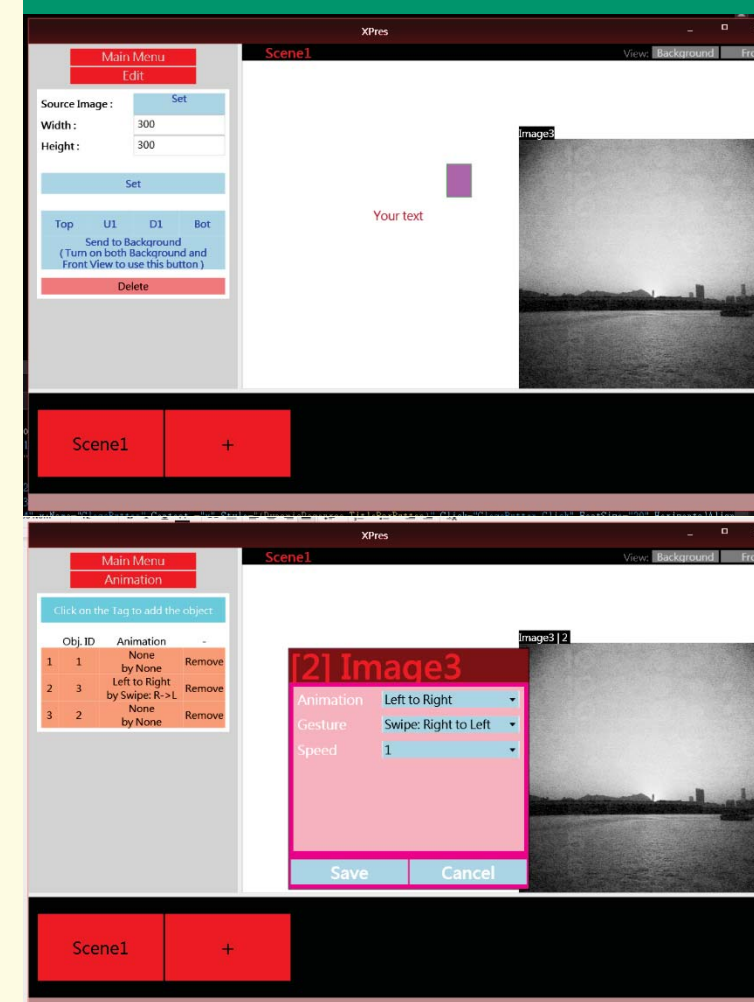 XPres
Main Menu
Scene1
View: Background Fro
Edit
Source Image : Set
Width : 300
Height : 300
Image3
Set
Your text
Top U1 D1 Bot
Send to Background
( Turn on both Background and
Front View to use this button )
Delete
Scene1 +
XPres
Main Menu
Scene1
View: Background Fro
Animation
Click on the Tag to add the object
Image3 | 2
Obj. ID Animation -
1 1 None by None Remove
2 3 Left to Right by Swipe: R->L Remove
3 2 None by None Remove
[2] Image3
Animation Left to Right
Gesture Swipe: Right to Left
Speed 1
Save Cancel
Scene1 +